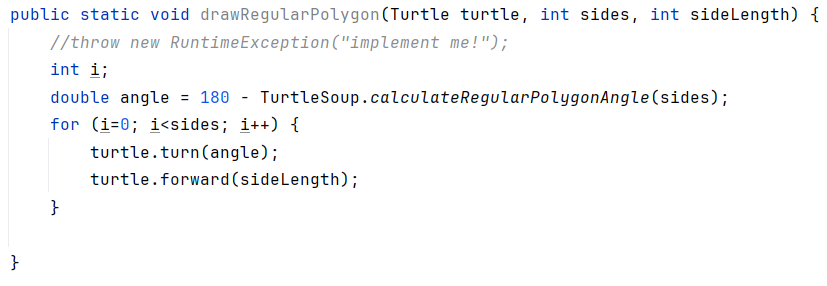 public static void drawRegularPolygon(Turtle turtle, int sides, int sideLength) {
    //throw new RuntimeException("implement me!");
    int i;
    double angle = 180 - TurtleSoup.calculateRegularPolygonAngle(sides);
    for (i=0; i<sides; i++) {
        turtle.turn(angle);
        turtle.forward(sideLength);
    }
}